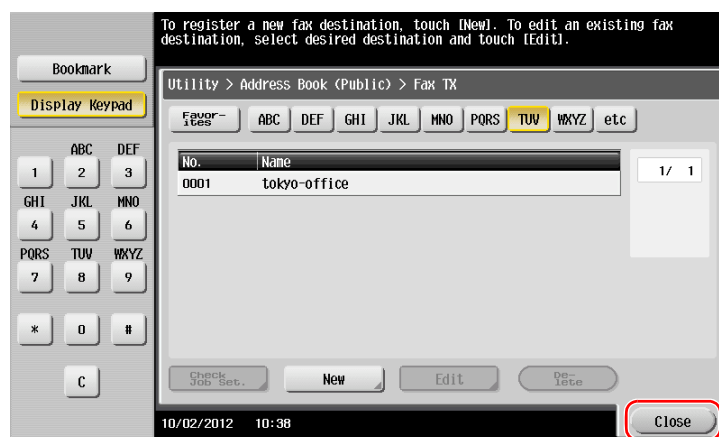 To register a new fax destination, touch [New]. To edit an existing fax
destination, select desired destination and touch [Edit].
Bookmark
Display Keypad
Utility > Address Book (Public) > Fax TX
Favor-
ites
ABC DEF GHI JKL MNO PQRS TUV WXYZ etc
No. Name
0001 tokyo-office
1/ 1
ABC DEF
1 2 3
GHI JKL MNO
4 5 6
PQRS TUV WXYZ
7 8 9
* 0 #
C
Check
Job Set.
New
Edit
De-
lete
10/02/2012 10:38
Close